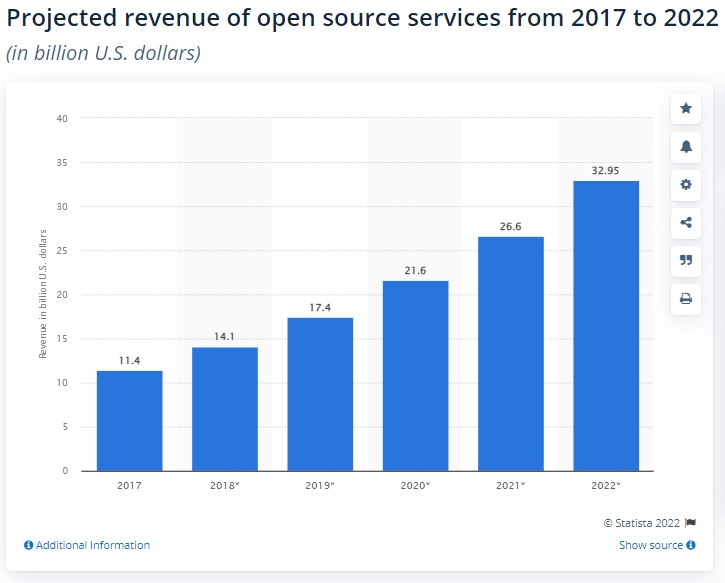 Projected revenue of open source services from 2017 to 2022
(in billion U.S. dollars)
40
35
30
25
20
15
10
5
0
Revenue in billion U.S. dollars
11.4
14.1
17.4
21.6
26.6
32.95
2017 2018* 2019* 2020* 2021* 2022*
© Statista 2022
Additional Information Show source